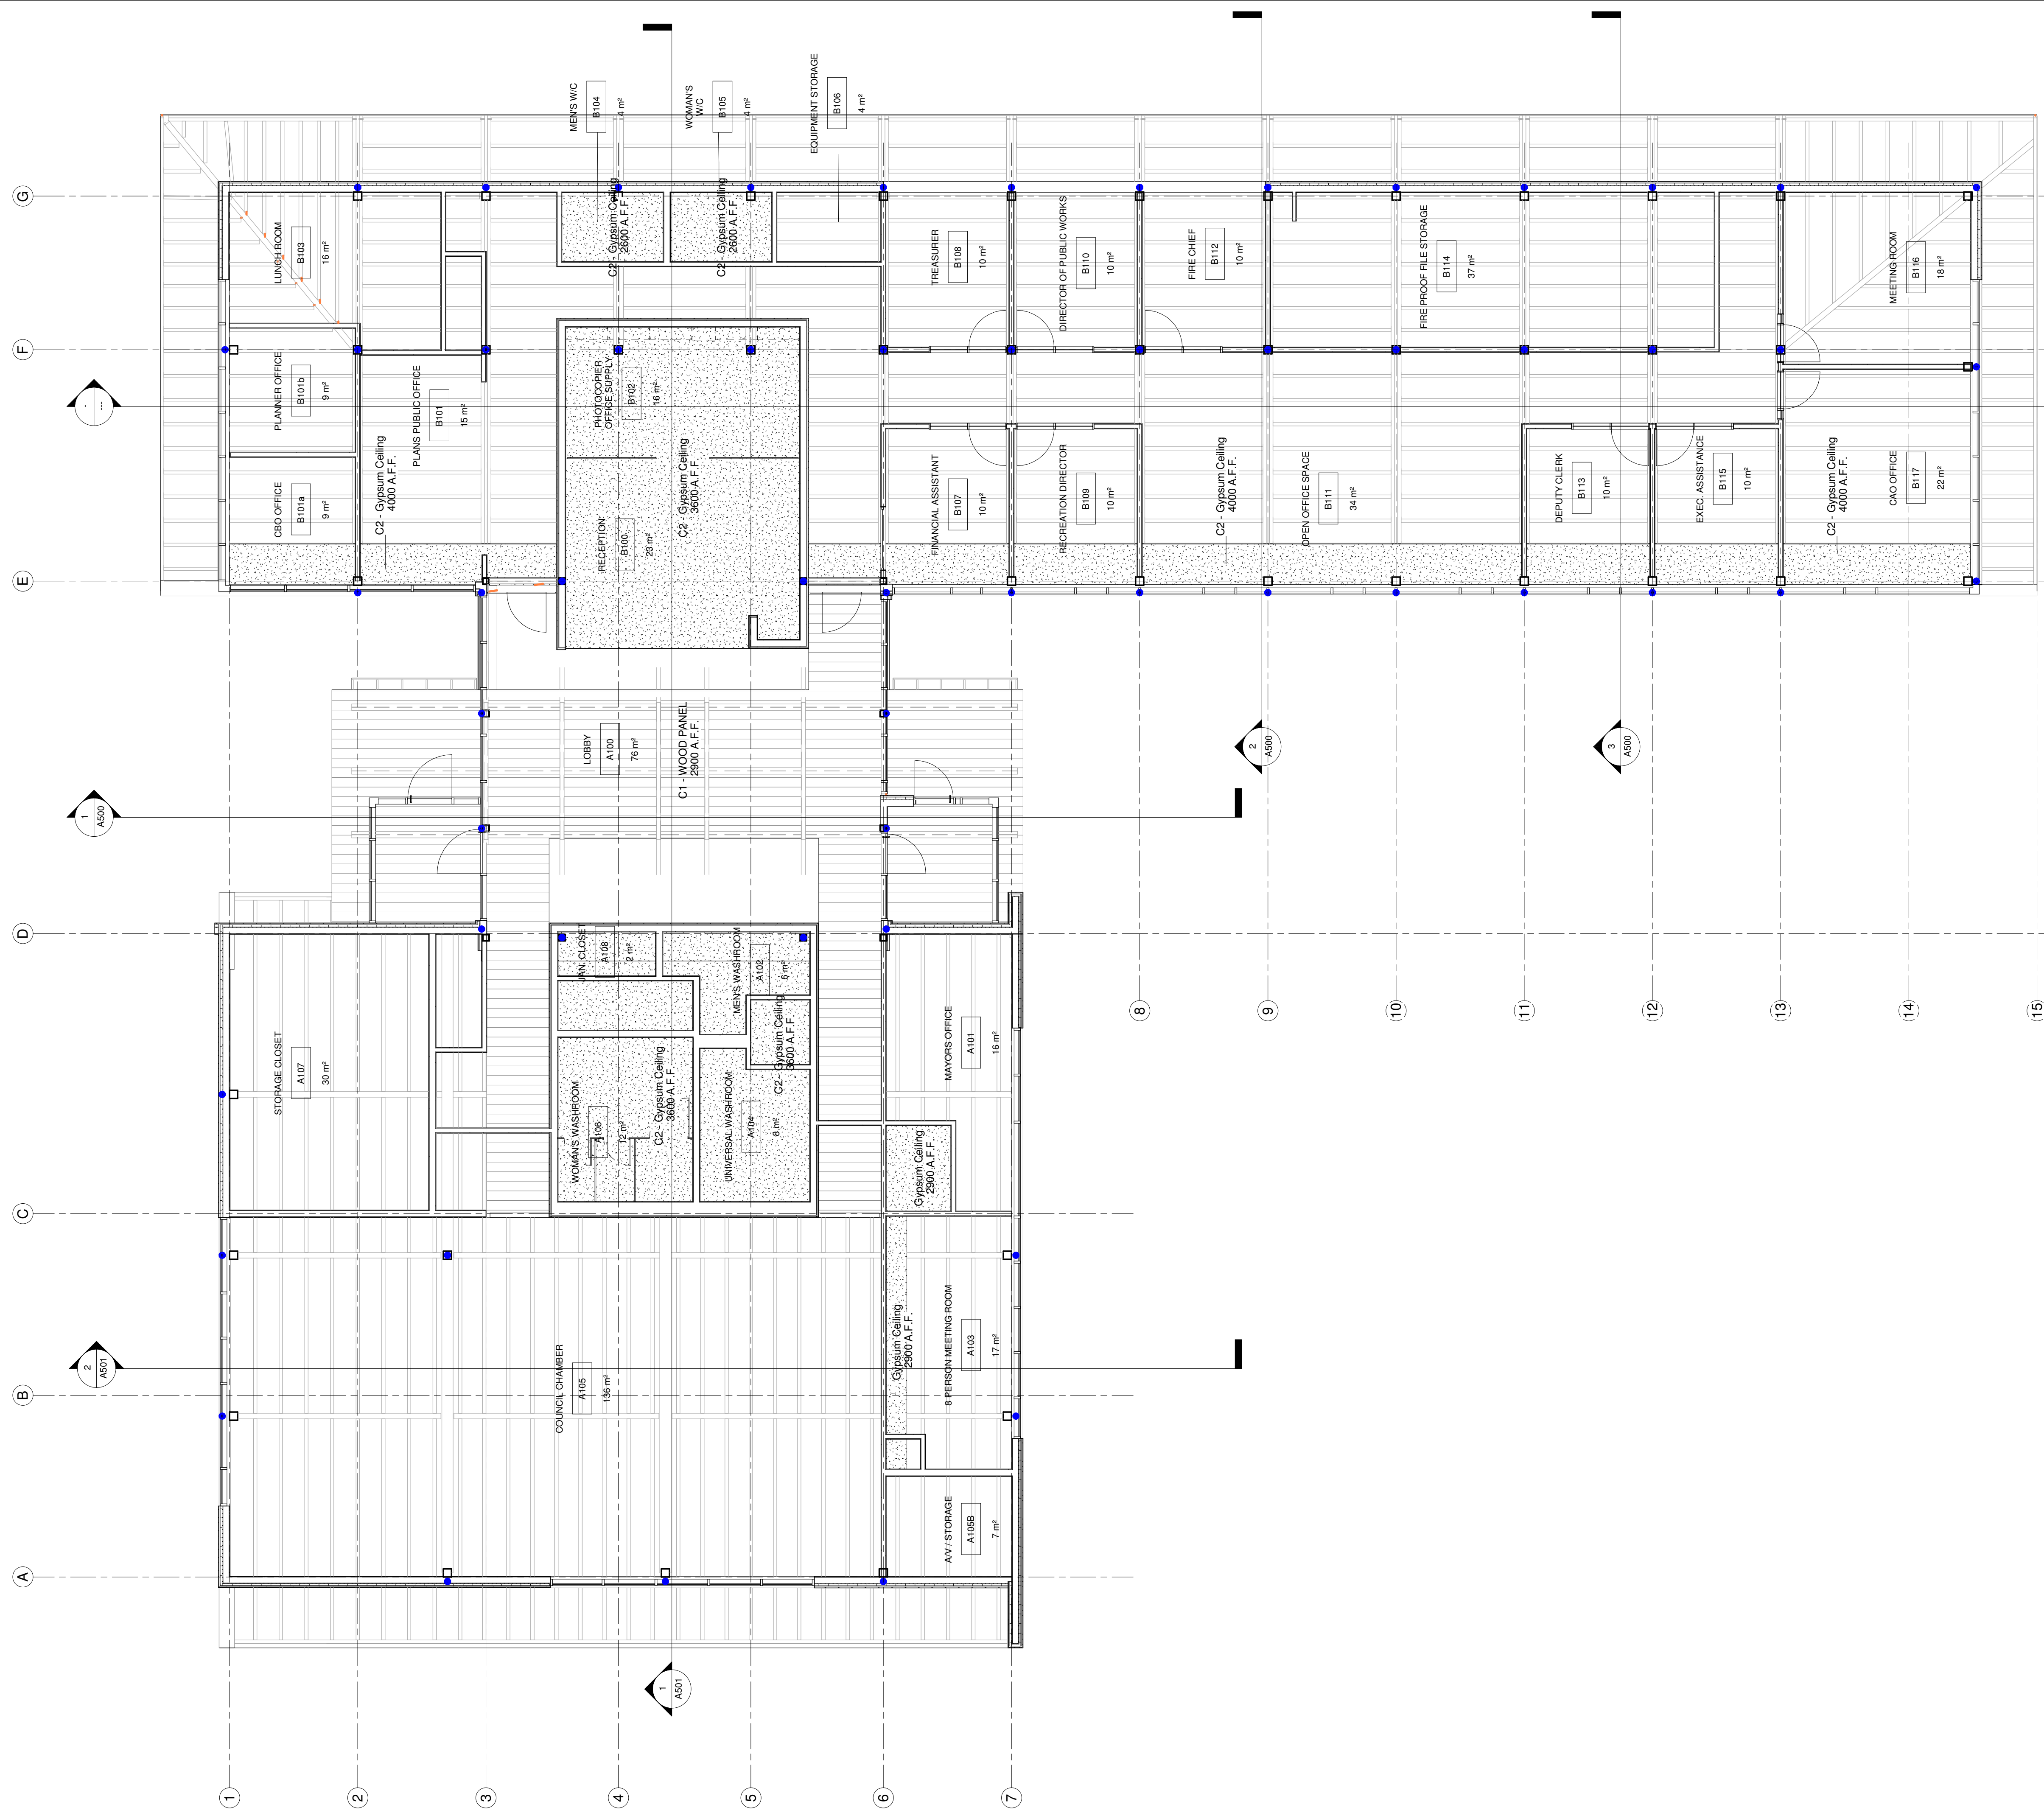 G
F
E
D
C
B
A
1
2
3
4
5
6
7
8
9
10
11
12
13
14
15
-
---
1
A500
2
A501
1
A501
2
A500
3
A500
LUNCH ROOM
B103
16 m²
PLANNER OFFICE
B101b
9 m²
CBO OFFICE
B101a
9 m²
PLANS PUBLIC OFFICE
B101
15 m²
C2 - Gypsum Ceiling
4000 A.F.F.
MEN'S W/C
B104
4 m²
C2 - Gypsum Ceiling
2600 A.F.F.
WOMAN'S
W/C
B105
4 m²
C2 - Gypsum Ceiling
2600 A.F.F.
EQUIPMENT STORAGE
B106
4 m²
PHOTOCOPIER
OFFICE SUPPLY
B102
16 m²
RECEPTION
B100
23 m²
C2 - Gypsum Ceiling
3600 A.F.F.
TREASURER
B108
10 m²
DIRECTOR OF PUBLIC WORKS
B110
10 m²
FIRE CHIEF
B112
10 m²
FIRE PROOF FILE STORAGE
B114
37 m²
MEETING ROOM
B116
18 m²
FINANCIAL ASSISTANT
B107
10 m²
RECREATION DIRECTOR
B109
10 m²
C2 - Gypsum Ceiling
4000 A.F.F.
OPEN OFFICE SPACE
B111
34 m²
DEPUTY CLERK
B113
10 m²
EXEC. ASSISTANCE
B115
10 m²
C2 - Gypsum Ceiling
4000 A.F.F.
CAO OFFICE
B117
22 m²
LOBBY
A100
76 m²
C1 - WOOD PANEL
2900 A.F.F.
STORAGE CLOSET
A107
30 m²
JAN. CLOSET
A108
2 m²
MEN'S WASHROOM
A102
6 m²
C2 - Gypsum Ceiling
3600 A.F.F.
WOMAN'S WASHROOM
A106
12 m²
C2 - Gypsum Ceiling
3600 A.F.F.
UNIVERSAL WASHROOM
A104
8 m²
MAYORS OFFICE
A101
16 m²
Gypsum Ceiling
2900 A.F.F.
COUNCIL CHAMBER
A105
136 m²
Gypsum Ceiling
2900 A.F.F.
8 PERSON MEETING ROOM
A103
17 m²
A/V / STORAGE
A105B
7 m²